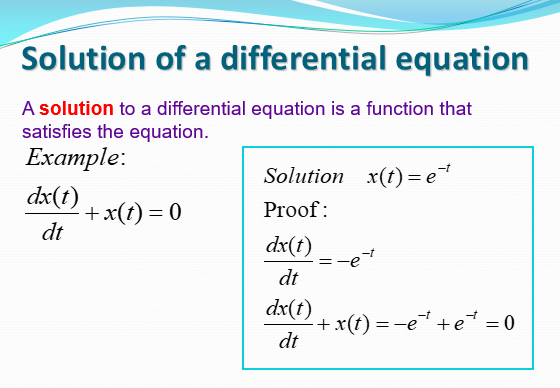 Solution of a differential equation
A solution to a differential equation is a function that
satisfies the equation.
Example:
dx(t)/dt + x(t) = 0
Solution x(t) = e^{-t}
Proof:
dx(t)/dt = -e^{-t}
dx(t)/dt + x(t) = -e^{-t} + e^{-t} = 0